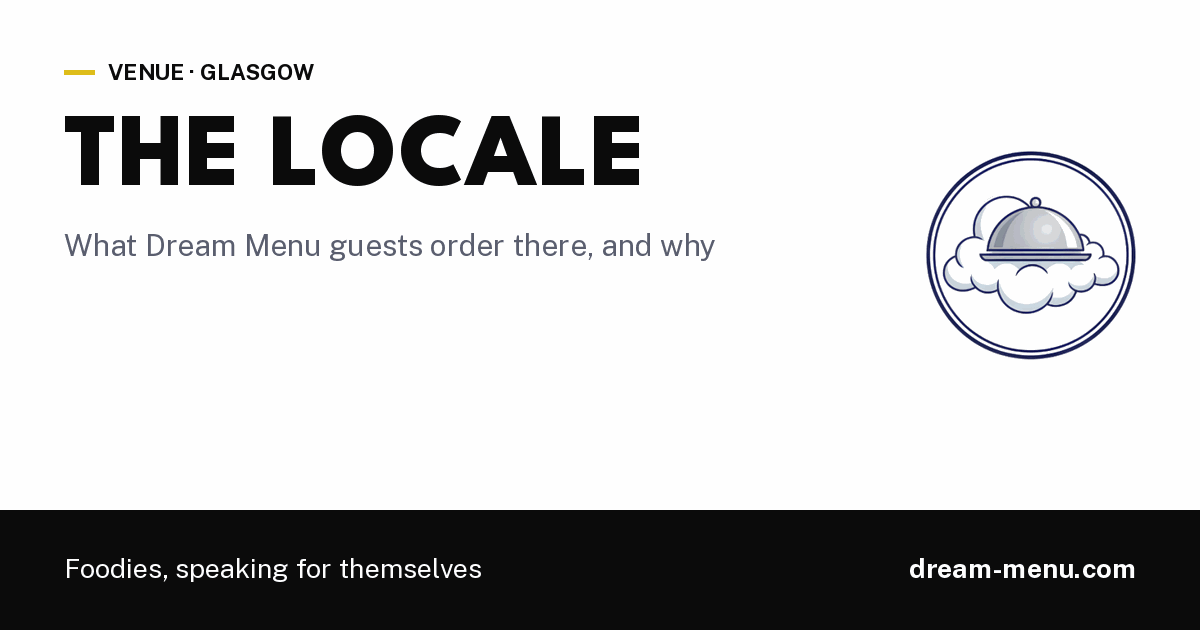 VENUE · GLASGOW
THE LOCALE
What Dream Menu guests order there, and why
Foodies, speaking for themselves
dream-menu.com